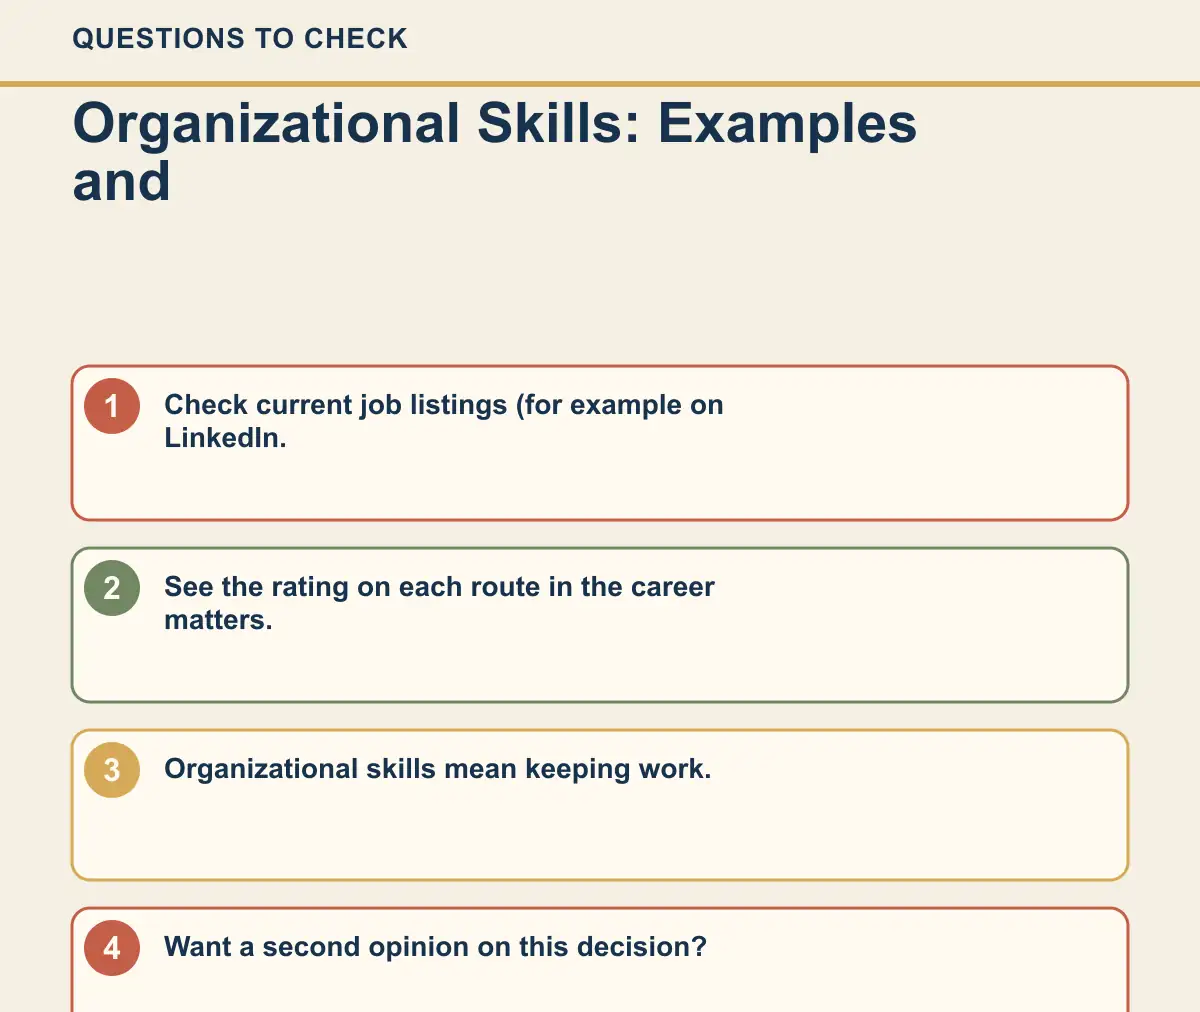 QUESTIONS TO CHECK
Organizational Skills: Examples
and
1
Check current job listings (for example on
LinkedIn.
2
See the rating on each route in the career
matters.
3
Organizational skills mean keeping work.
4
Want a second opinion on this decision?